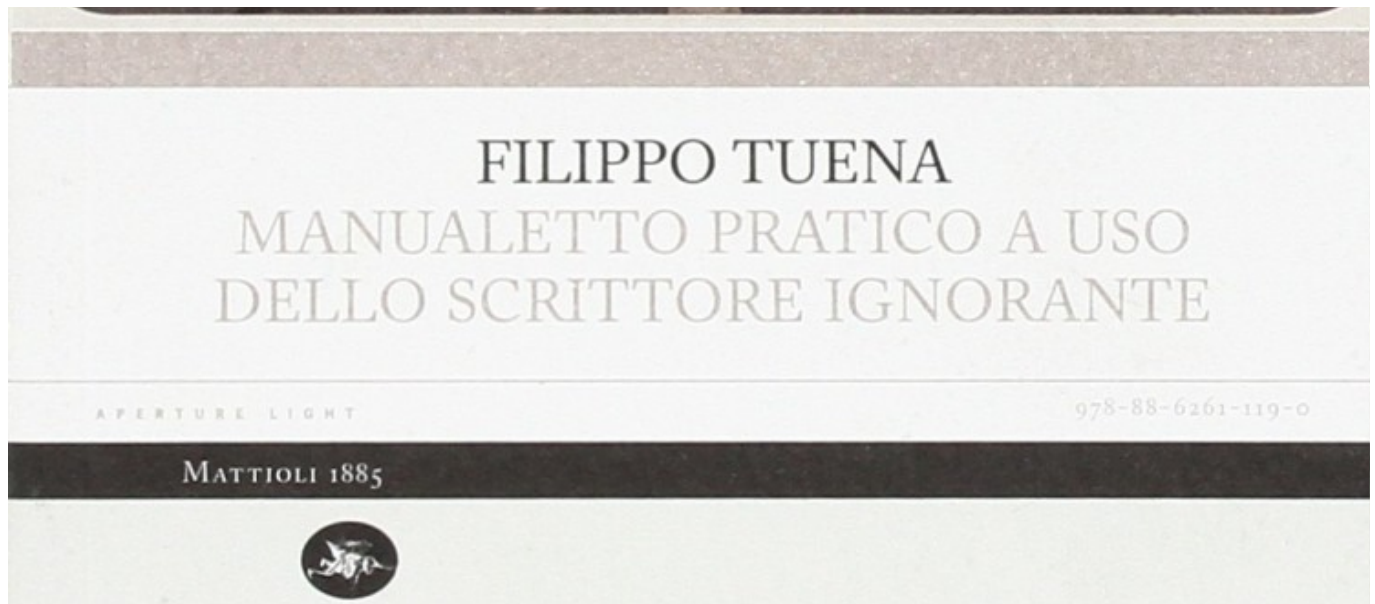 FILIPPO TUENA
MANUALETTO PRATICO A USO
DELLO SCRITTORE IGNORANTE
APERTURE LIGHT
978-88-6261-119-0
MATTIOLI 1885